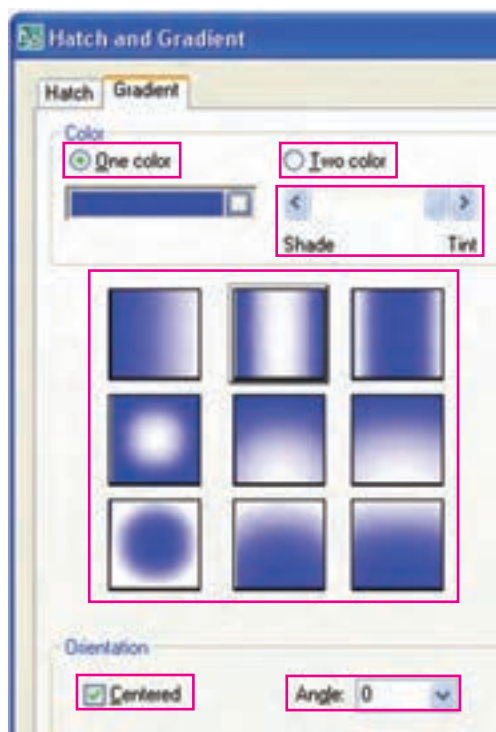 Hatch and Gradient
Hatch Gradient
Color
One color Two color
Shade Tint
Orientation
Centered Angle: 0